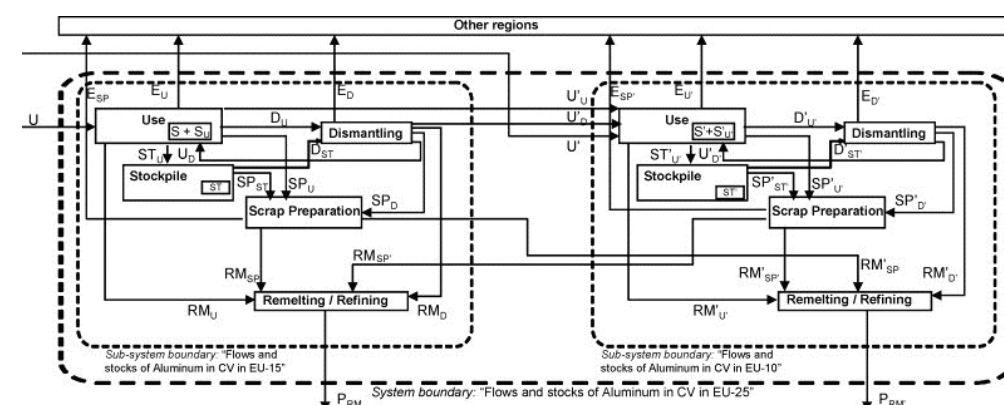 Other regions
E_SP E_U E_D U'_U E_SP' E_U' E_D'
U Use D_U U'_D Use D'_U'
S + S_u Dismantling U' S'+S'_u' Dismantling
ST_U U_D D_ST ST'_U' U'_D' D'_ST'
Stockpile SP_ST SP_U Stockpile SP'_ST' SP'_U'
ST SP_D ST' SP'_D'
Scrap Preparation Scrap Preparation
RM_SP RM_SP' RM'_SP' RM'_SP RM'_D'
Remelting / Refining Remelting / Refining
RM_U RM_D RM'_U'
Sub-system boundary: "Flows and
stocks of Aluminum in CV in EU-15"
Sub-system boundary: "Flows and
stocks of Aluminum in CV in EU-10"
System boundary: "Flows and stocks of Aluminum in CV in EU-25"
P_RM P_RM'